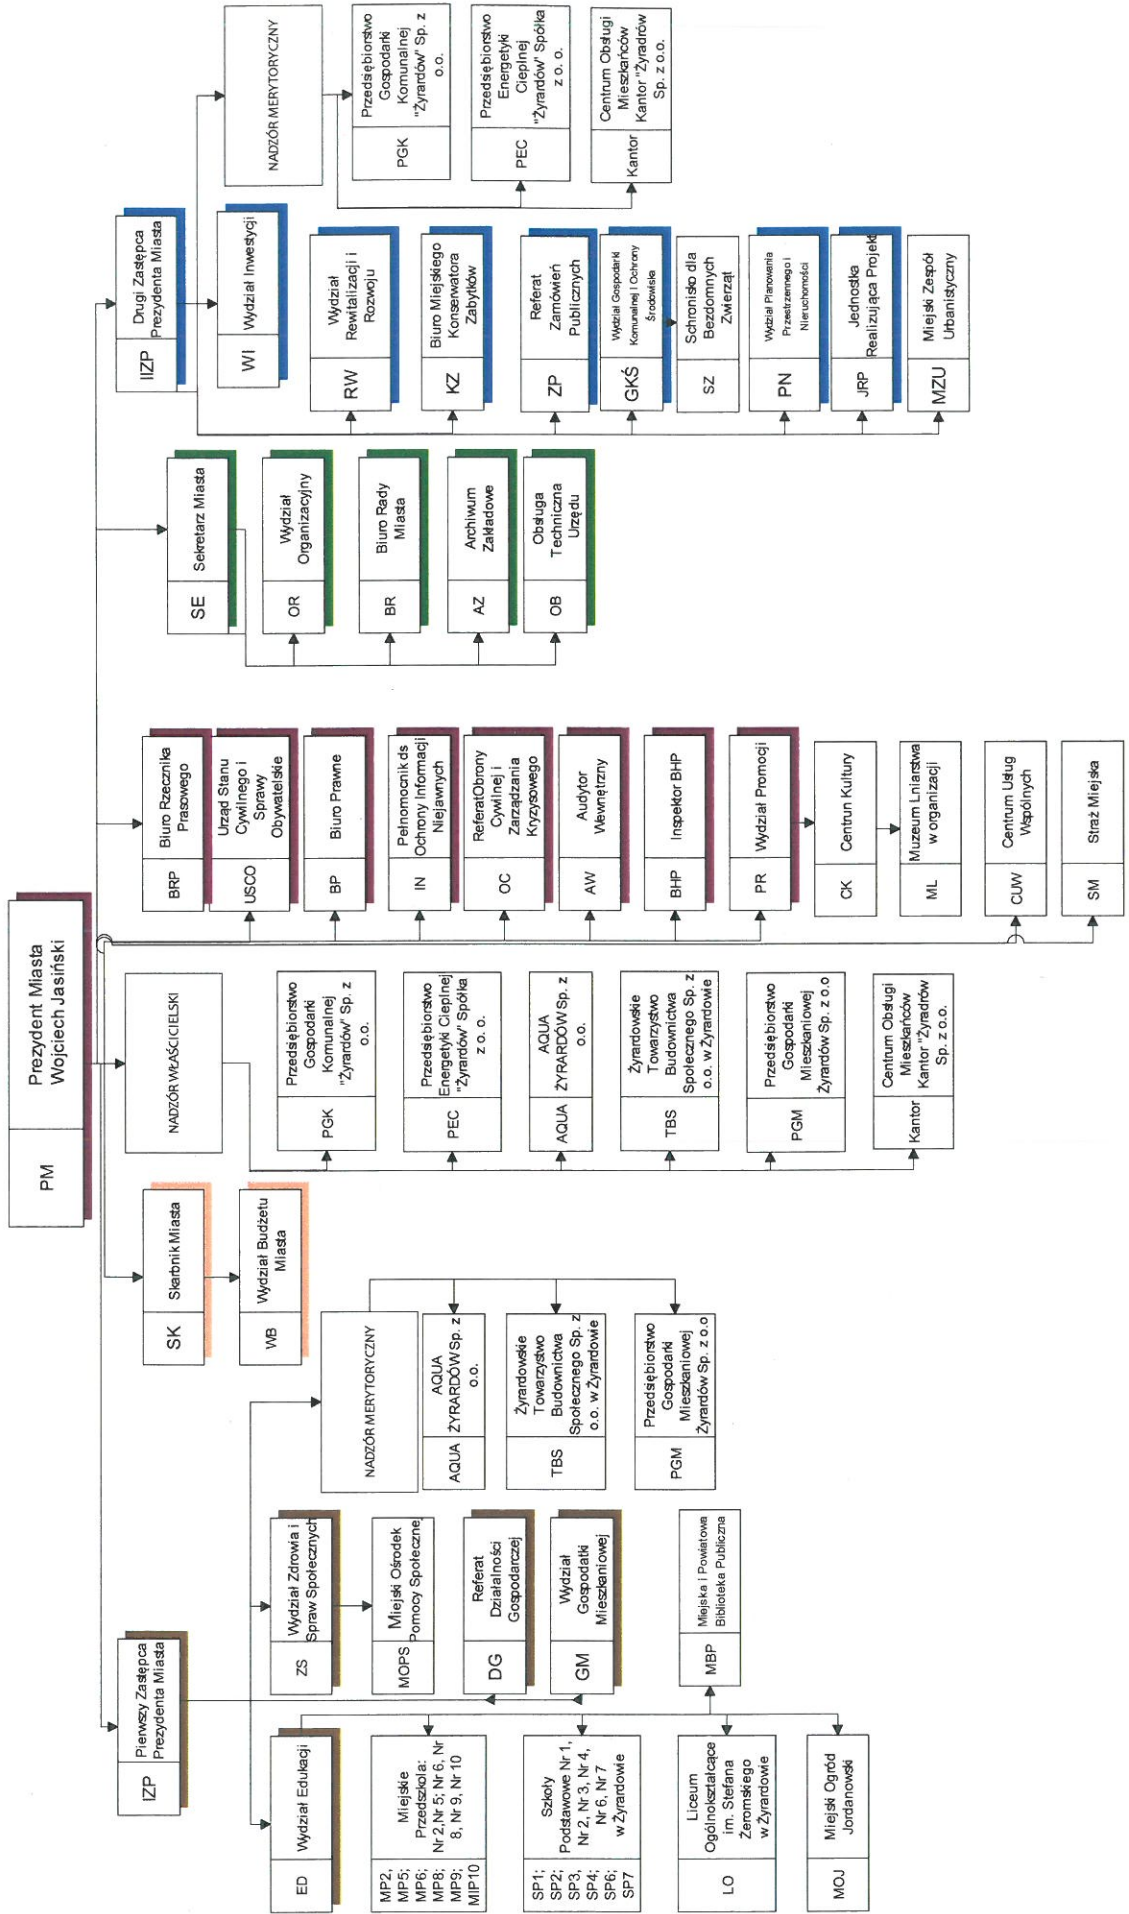 PM
Prezydent Miasta
Wojciech Jasiński
IZP
Pierwszy Zastępca
Prezydenta Miasta
ED
Wydział Edukacji
MP2,
MP5;
MP6;
MP8;
MP9;
MIP10
Miejskie
Przedszkola:
Nr 2,Nr 5; Nr 6, Nr
8, Nr 9, Nr 10
SP1;
SP2;
SP3,
SP4;
SP6;
SP7
Szkoły
Podstawowe Nr 1,
Nr 2, Nr 3, Nr 4,
Nr 6, Nr 7
w Żyrardowie
LO
Liceum
Ogólnokształcące
im. Stefana
Żeromskiego
w Żyrardowie
MOJ
Miejski Ogród
Jordanowski
ZS
Wydział Zdrowia i
Spraw Społecznych
MOPS
Miejski Ośrodek
Pomocy Społecznej
DG
Referat
Działalności
Gospodarczej
GM
Wydział
Gospodatki
Mieszkaniowej
MBP
Miejska i Powiatowa
Biblioteka Publiczna
NADZÓR MERYTORYCZNY
AQUA
AQUA
ŻYRARDÓW Sp. z
o.o.
TBS
Żyrardowskie
Towarzystwo
Budownictwa
Społecznego Sp. z
o.o. w Żyrardowie
PGM
Przedsiębiorstwo
Gospodarki
Mieszkaniowej
Żyrardów Sp. z o.o
SK
Skarbnik Miasta
WB
Wydział Budżetu
Miasta
NADZÓR WŁAŚCICIELSKI
PGK
Przedsiębiorstwo
Gospodarki
Komunalnej
"Żyrardów" Sp. z
o.o.
PEC
Przedsiębiorstwo
Energetyki Cieplnej
"Żyrardów" Spółka
z o. o.
AQUA
AQUA
ŻYRARDÓW Sp. z
o.o.
TBS
Żyrardowskie
Towarzystwo
Budownictwa
Społecznego Sp. z
o.o. w Żyrardowie
PGM
Przedsiębiorstwo
Gospodarki
Mieszkaniowej
Żyrardów Sp. z o.o
Kantor
Centrum Obsługi
Mieszkańców
Kantor "Żyradrów
Sp. z o.o.
BRP
Biuro Rzecznika
Prasowego
USCO
Urząd Stanu
Cywilnego i
Sprawy
Obywatelskie
BP
Biuro Prawne
IN
Pełnomocnik ds
Ochrony Informacji
Niejawnych
OC
ReferatObrony
Cywilnej i
Zarządzania
Kryzysowego
AW
Audytor
Wewnętrzny
BHP
Inspektor BHP
PR
Wydział Promocji
CK
Centrun Kultury
ML
Muzeum Lniarstwa
w organizacji
CUW
Centrum Usług
Wspólnych
SM
Straż Miejska
SE
Sekretarz Miasta
OR
Wydział
Organizacyjny
BR
Biuro Rady
Miasta
AZ
Archiwum
Zakładowe
OB
Obsługa
Techniczna
Urzędu
IIZP
Drugi Zastępca
Prezydenta Miasta
WI
Wydział Inwestycji
RW
Wydział
Rewitalizacji i
Rozwoju
KZ
Biuro Miejskiego
Konserwatora
Zabytków
ZP
Referat
Zamówień
Publicznych
GKŚ
Wydział Gospodarki
Komunalnej i Ochrony
Środowiska
SZ
Schronisko dla
Bezdomnych
Zwierząt
PN
Wydział Planowania
Przestrzennego i
Nieruchomości
JRP
Jednostka
Realizująca Projekt
MZU
Miejski Zespół
Urbanistyczny
NADZÓR MERYTORYCZNY
PGK
Przedsiębiorstwo
Gospodarki
Komunalnej
"Żyrardów" Sp. z
o.o.
PEC
Przedsiębiorstwo
Energetyki
Cieplnej
"Żyrardów" Spółka
z o. o.
Kantor
Centrum Obsługi
Mieszkańców
Kantor "Żyradrów
Sp. z o.o.